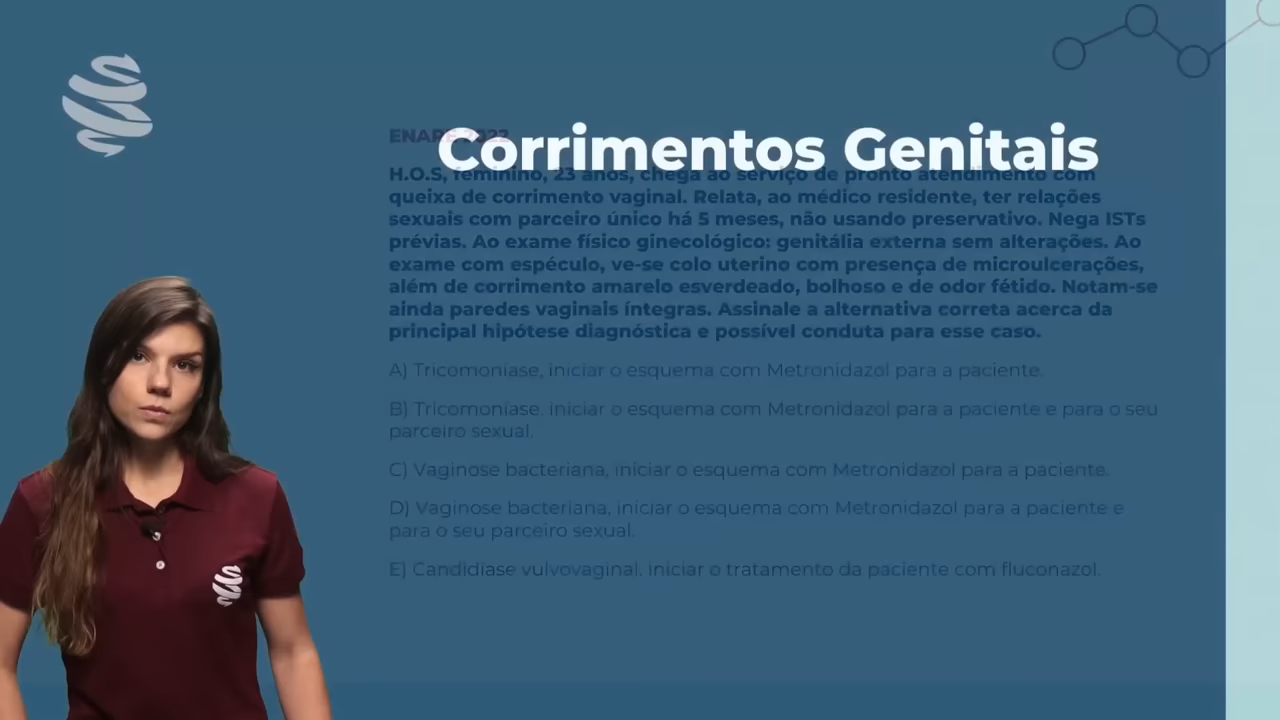 Corrimentos Genitais
ENARE 2022
H.O.S, feminino, 23 anos, chega ao serviço de pronto atendimento com
queixa de corrimento vaginal. Relata, ao médico residente, ter relações
sexuais com parceiro único há 5 meses, não usando preservativo. Nega ISTs
prévias. Ao exame físico ginecológico: genitália externa sem alterações. Ao
exame com espéculo, ve-se colo uterino com presença de microulcerações,
além de corrimento amarelo esverdeado, bolhoso e de odor fétido. Notam-se
ainda paredes vaginais íntegras. Assinale a alternativa correta acerca da
principal hipótese diagnóstica e possível conduta para esse caso.
A) Tricomoníase, iniciar o esquema com Metronidazol para a paciente.
B) Tricomoníase, iniciar o esquema com Metronidazol para a paciente e para o seu
parceiro sexual.
C) Vaginose bacteriana, iniciar o esquema com Metronidazol para a paciente.
D) Vaginose bacteriana, iniciar o esquema com Metronidazol para a paciente e
para o seu parceiro sexual.
E) Candidíase vulvovaginal, iniciar o tratamento da paciente com fluconazol.